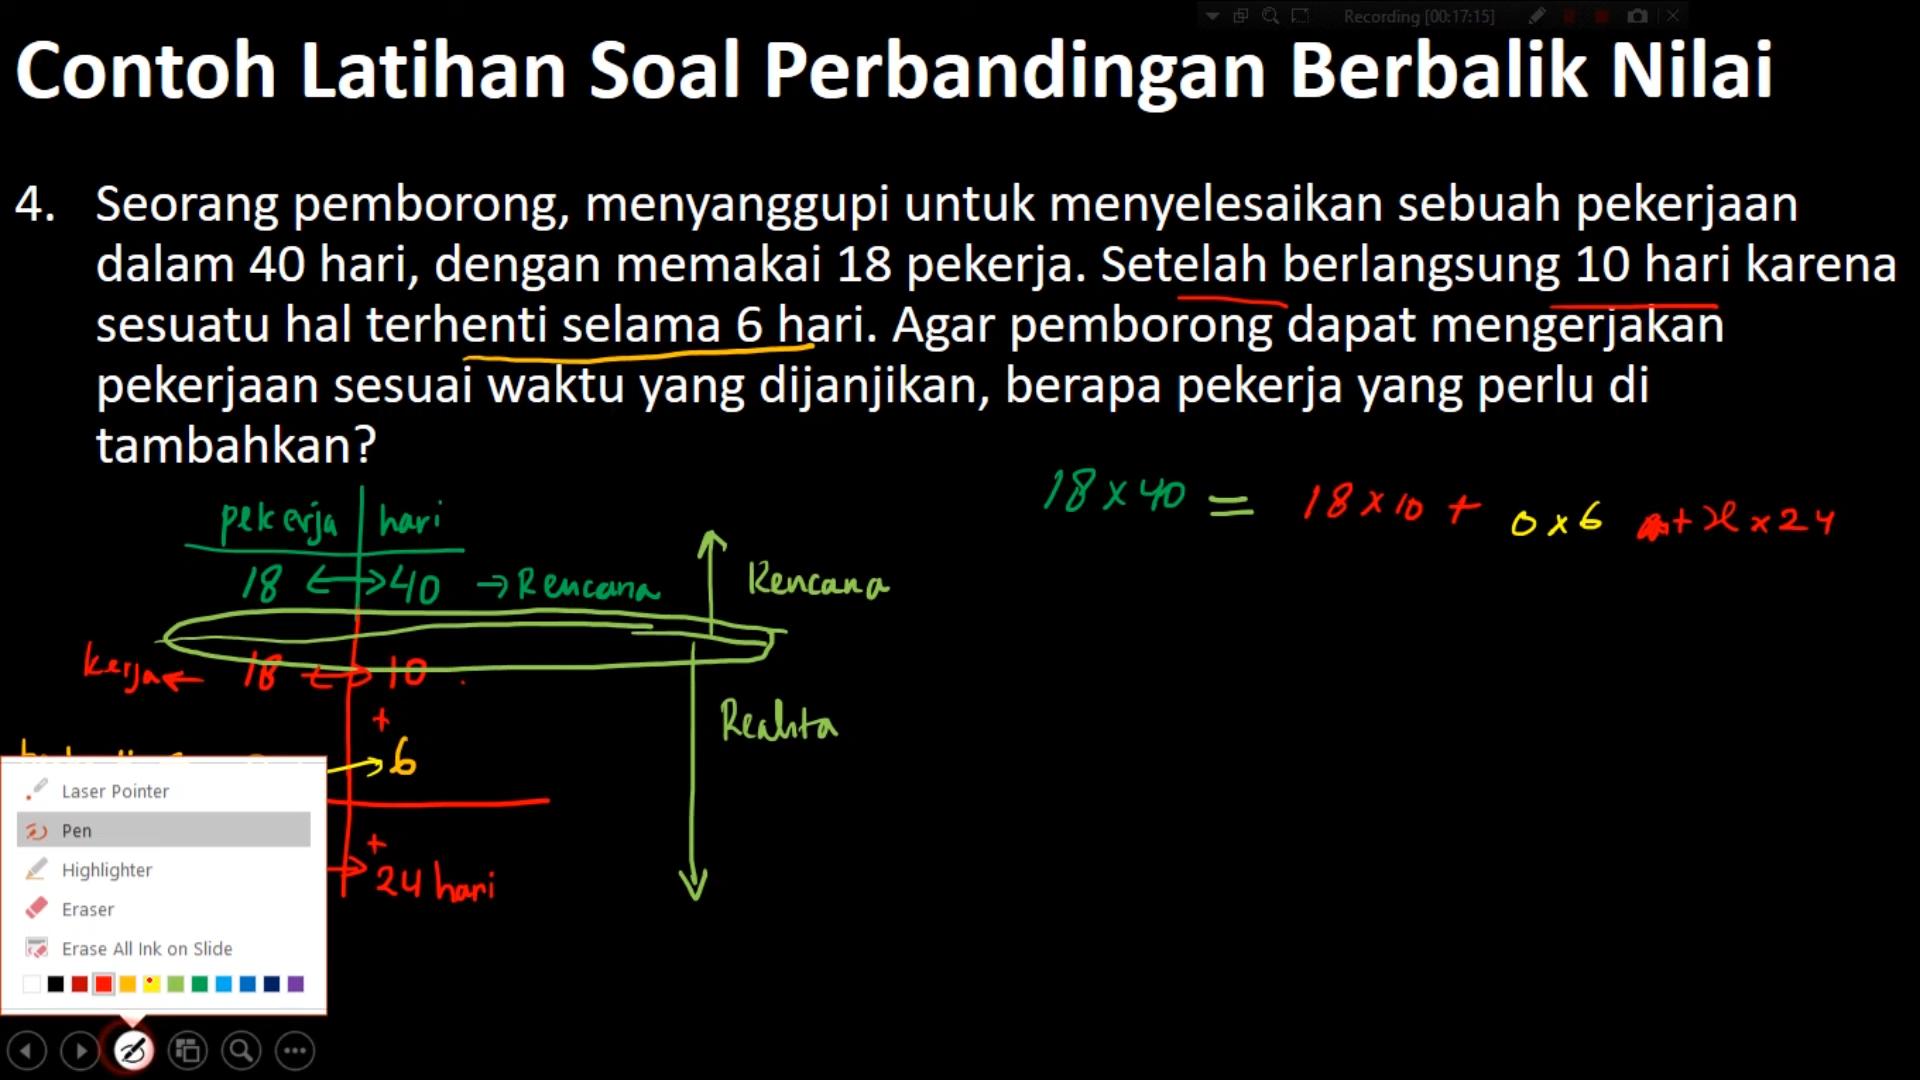 Recording [00:17:15]
Contoh Latihan Soal Perbandingan Berbalik Nilai
4. Seorang pemborong, menyanggupi untuk menyelesaikan sebuah pekerjaan
dalam 40 hari, dengan memakai 18 pekerja. Setelah berlangsung 10 hari karena
sesuatu hal terhenti selama 6 hari. Agar pemborong dapat mengerjakan
pekerjaan sesuai waktu yang dijanjikan, berapa pekerja yang perlu di
tambahkan?
18 × 40 = 18 × 10 + 0 × 6 + x × 24
pekerja hari
18 ↔ 40 → Rencana
Rencana
kerja ← 18 ↔ 10
+
Realita
→ 6
+
→ 24 hari
Laser Pointer
Pen
Highlighter
Eraser
Erase All Ink on Slide